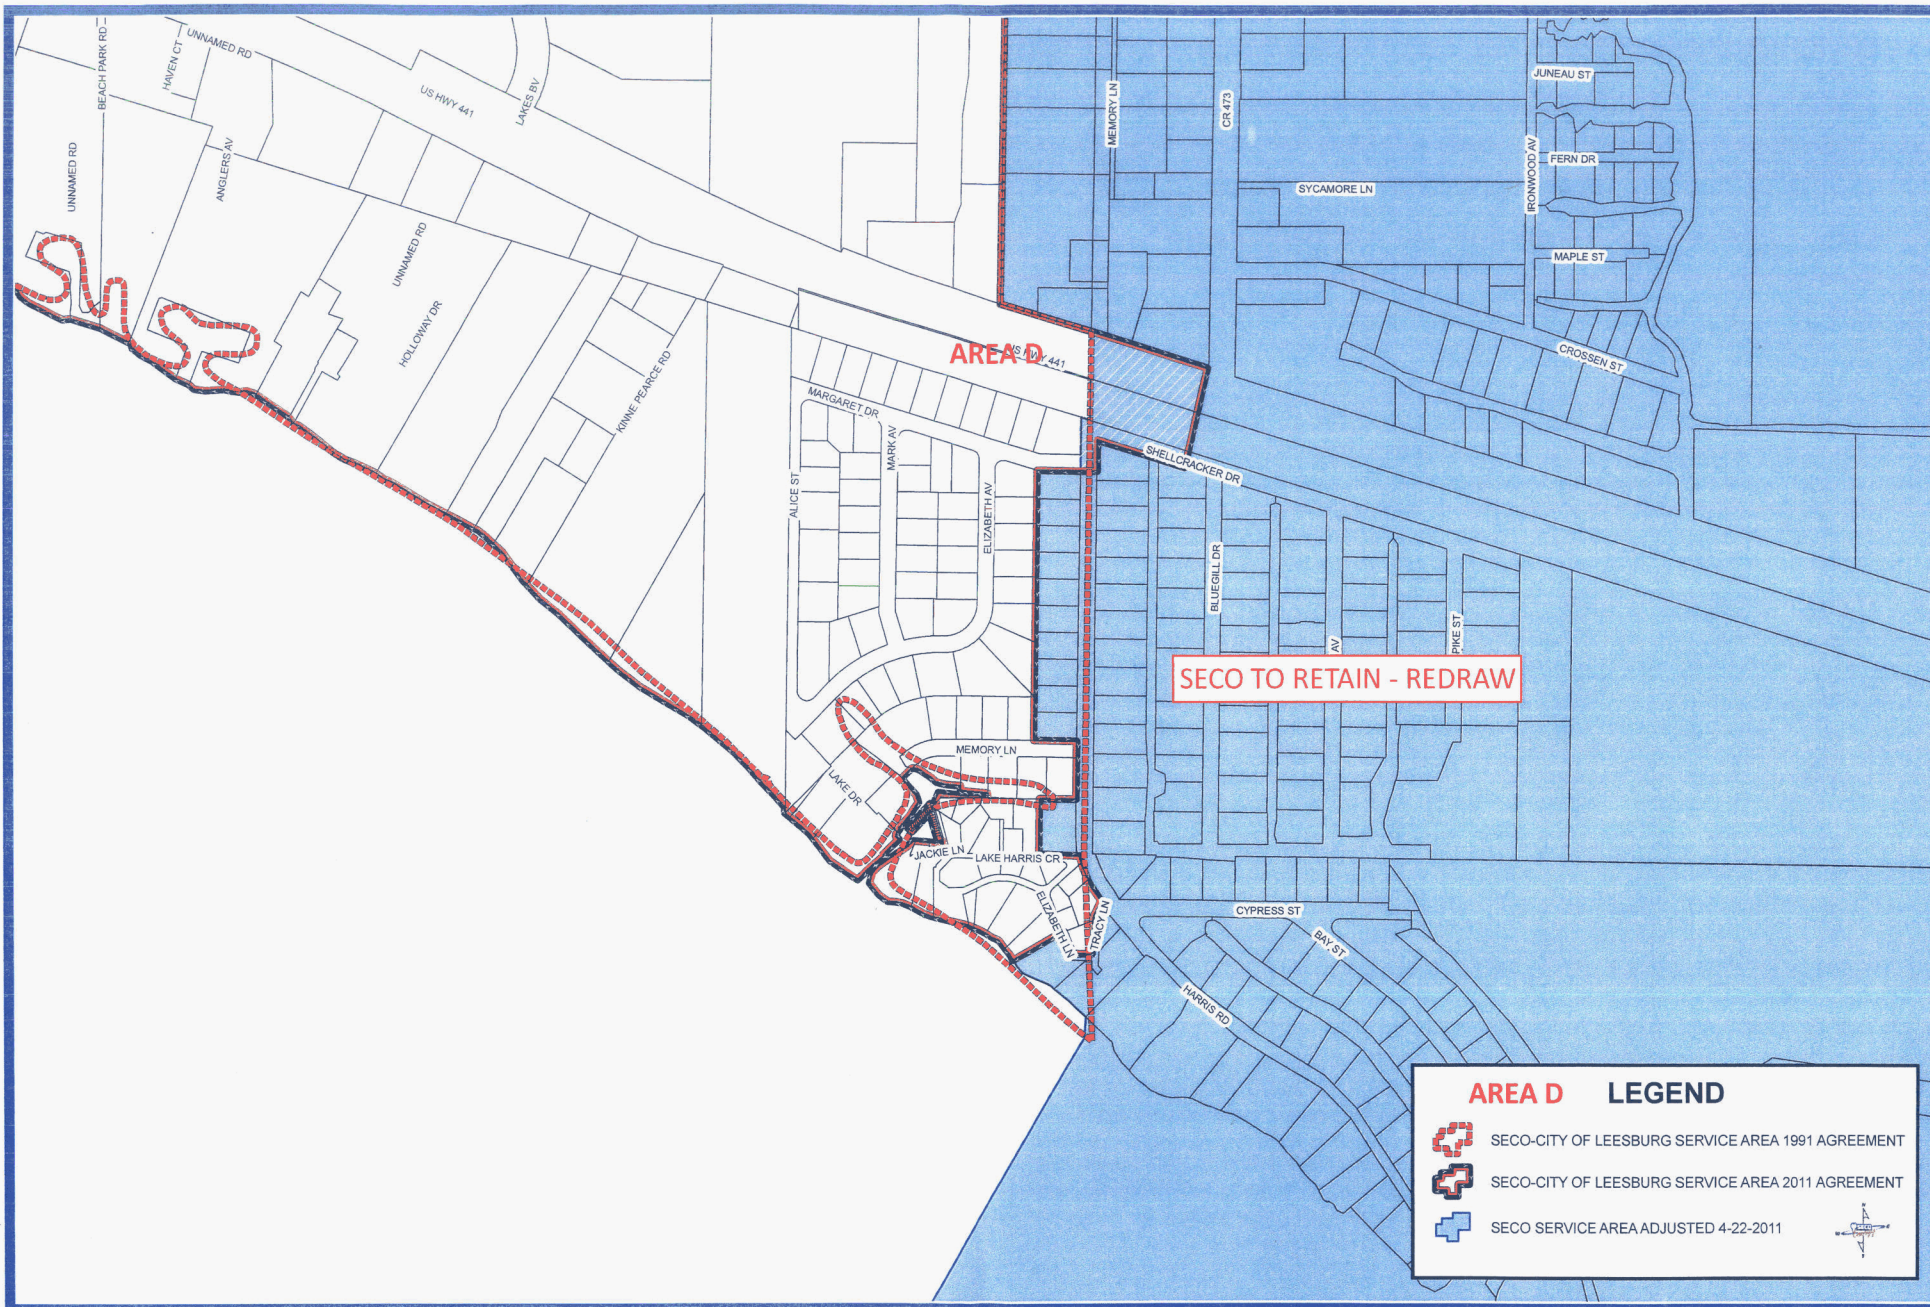 BEACH PARK RD
HAVEN CT
UNNAMED RD
US HWY 441
LAKES BV
MEMORY LN
CR 473
JUNEAU ST
IRONWOOD AV
FERN DR
SYCAMORE LN
MAPLE ST
UNNAMED RD
ANGLERS AV
UNNAMED RD
HOLLOWAY DR
KINNE PEARCE RD
AREA D
US HWY 441
CROSSEN ST
MARGARET DR
MARK AV
ALICE ST
ELIZABETH AV
SHELLCRACKER DR
BLUEGILL DR
AV
PIKE ST
SECO TO RETAIN - REDRAW
MEMORY LN
LAKE DR
JACKIE LN
LAKE HARRIS CR
ELIZABETH LN
TRACY LN
CYPRESS ST
BAY ST
HARRIS RD
AREA D LEGEND
SECO-CITY OF LEESBURG SERVICE AREA 1991 AGREEMENT
SECO-CITY OF LEESBURG SERVICE AREA 2011 AGREEMENT
SECO SERVICE AREA ADJUSTED 4-22-2011